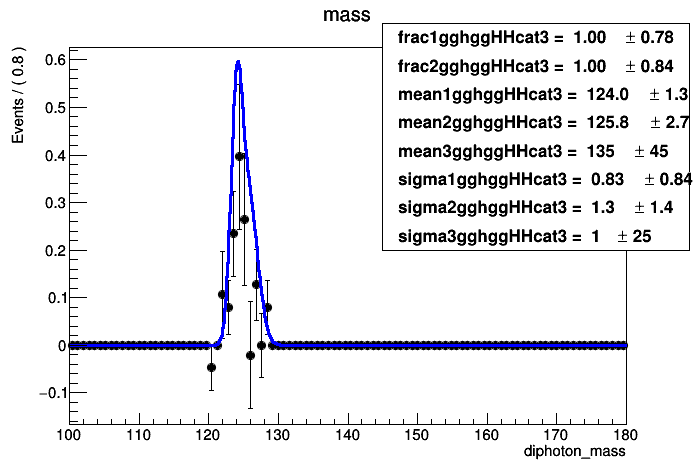 mass
frac1gghggHHcat3 = 1.00 ± 0.78
frac2gghggHHcat3 = 1.00 ± 0.84
mean1gghggHHcat3 = 124.0 ± 1.3
mean2gghggHHcat3 = 125.8 ± 2.7
mean3gghggHHcat3 = 135 ± 45
sigma1gghggHHcat3 = 0.83 ± 0.84
sigma2gghggHHcat3 = 1.3 ± 1.4
sigma3gghggHHcat3 = 1 ± 25
Events / ( 0.8 )
0.6
0.5
0.4
0.3
0.2
0.1
0
−0.1
100 110 120 130 140 150 160 170 180
diphoton_mass